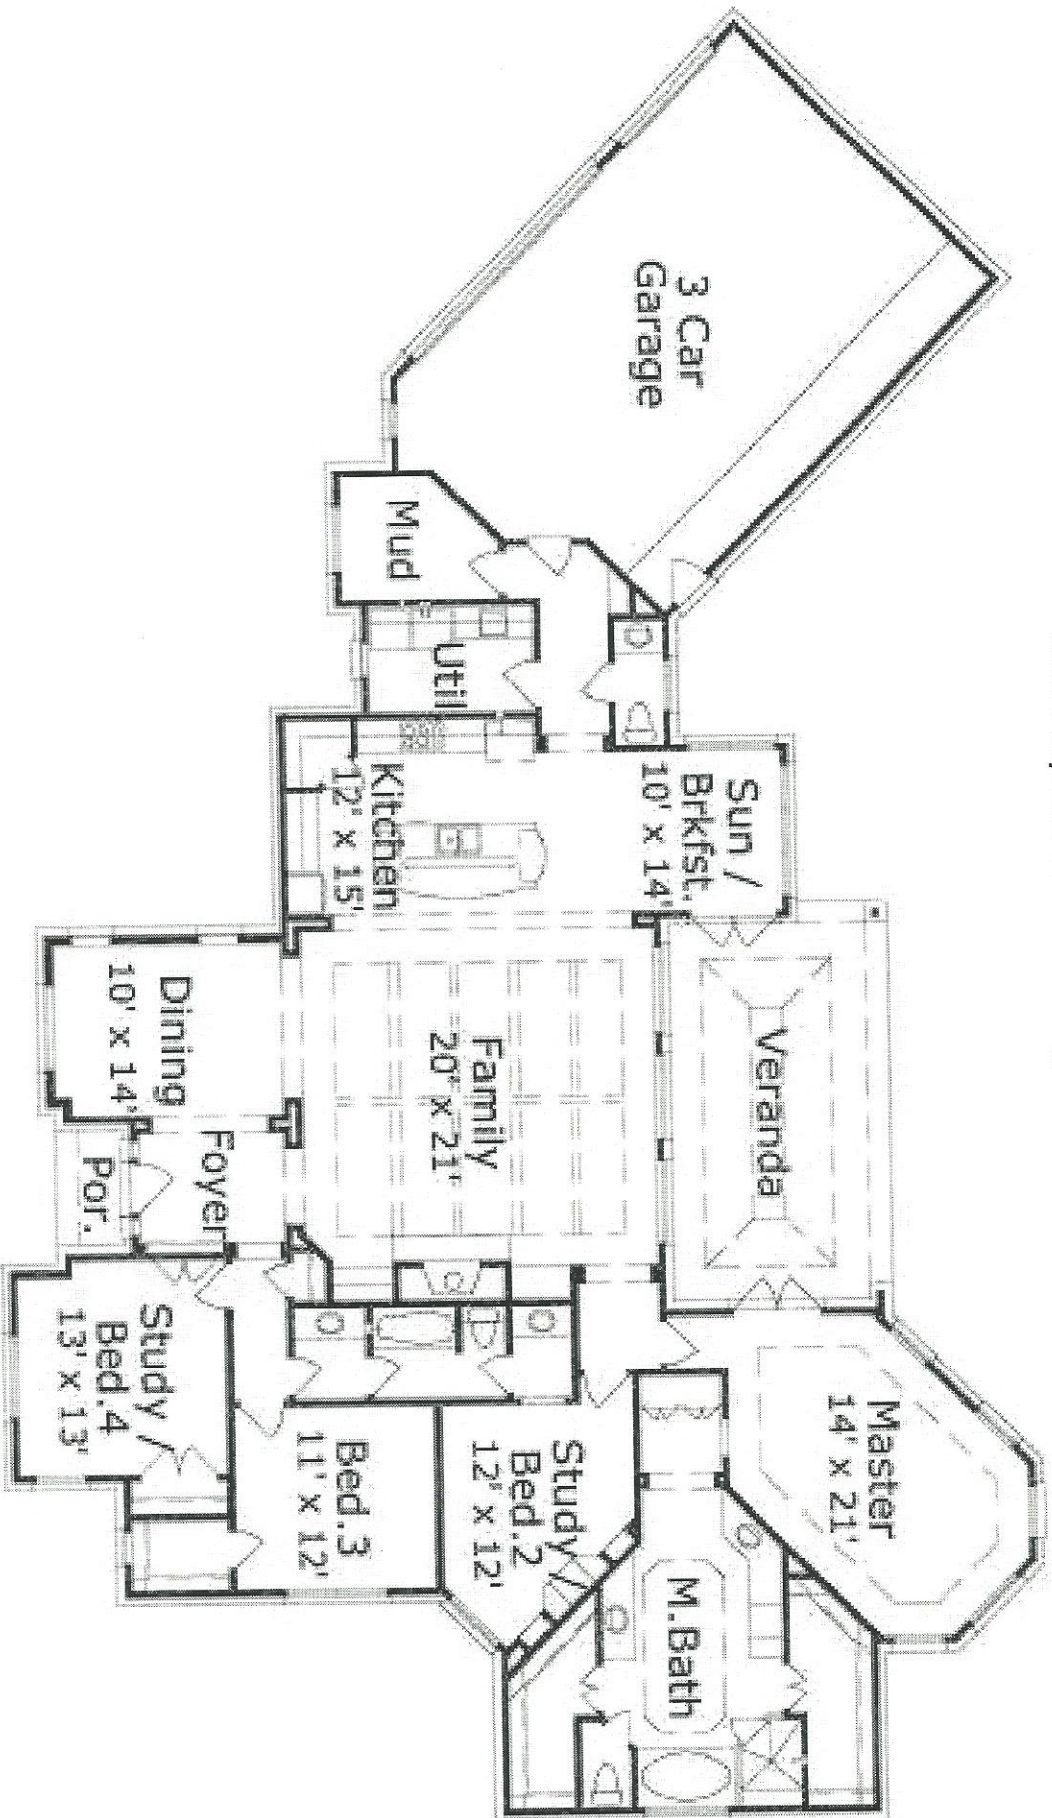 3 Car
Garage
Mud
Util
Sun /
Brkfst.
10' x 14'
Kitchen
12' x 15'
Veranda
Family
20' x 21'
Dining
10' x 14'
Foyer
Por.
Master
14' x 21'
Study /
Bed.2
12' x 12'
Bed.3
11' x 12'
Study /
Bed.4
13' x 13'
M.Bath